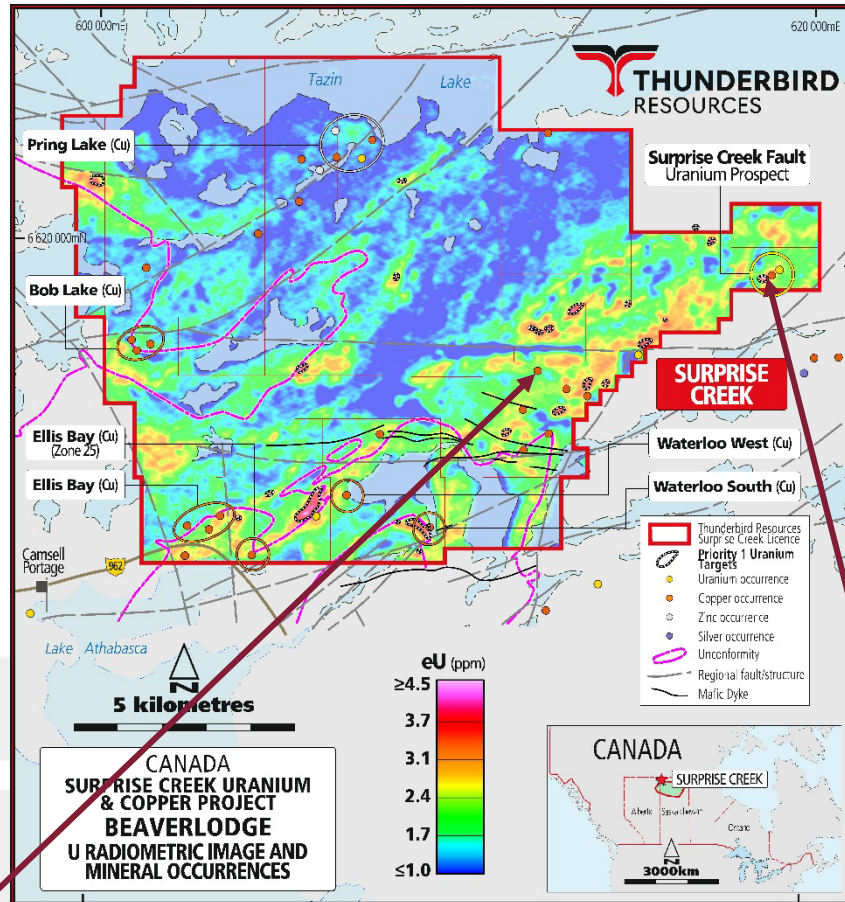 600 000mE
620 000mE
Tazin Lake
THUNDERBIRD
RESOURCES
Pring Lake (Cu)
Surprise Creek Fault
Uranium Prospect
6 620 000mN
Bob Lake (Cu)
SURPRISE
CREEK
Ellis Bay (Cu)
(Zone 25)
Waterloo West (Cu)
Ellis Bay (Cu)
Waterloo South (Cu)
Camsell
Portage
962
Thunderbird Resources
Surprise Creek Licence
Priority 1 Uranium
Targets
Uranium occurrence
Copper occurrence
Zinc occurrence
Silver occurrence
Unconformity
Regional fault/structure
Mafic Dyke
Lake Athabasca
N
5 kilometres
eU (ppm)
≥4.5
3.7
3.1
2.4
1.7
≤1.0
CANADA
SURPRISE CREEK URANIUM
& COPPER PROJECT
BEAVERLODGE
U RADIOMETRIC IMAGE AND
MINERAL OCCURRENCES
CANADA
SURPRISE CREEK
Alberta
Saskatchewan
Ontario
N
3000km